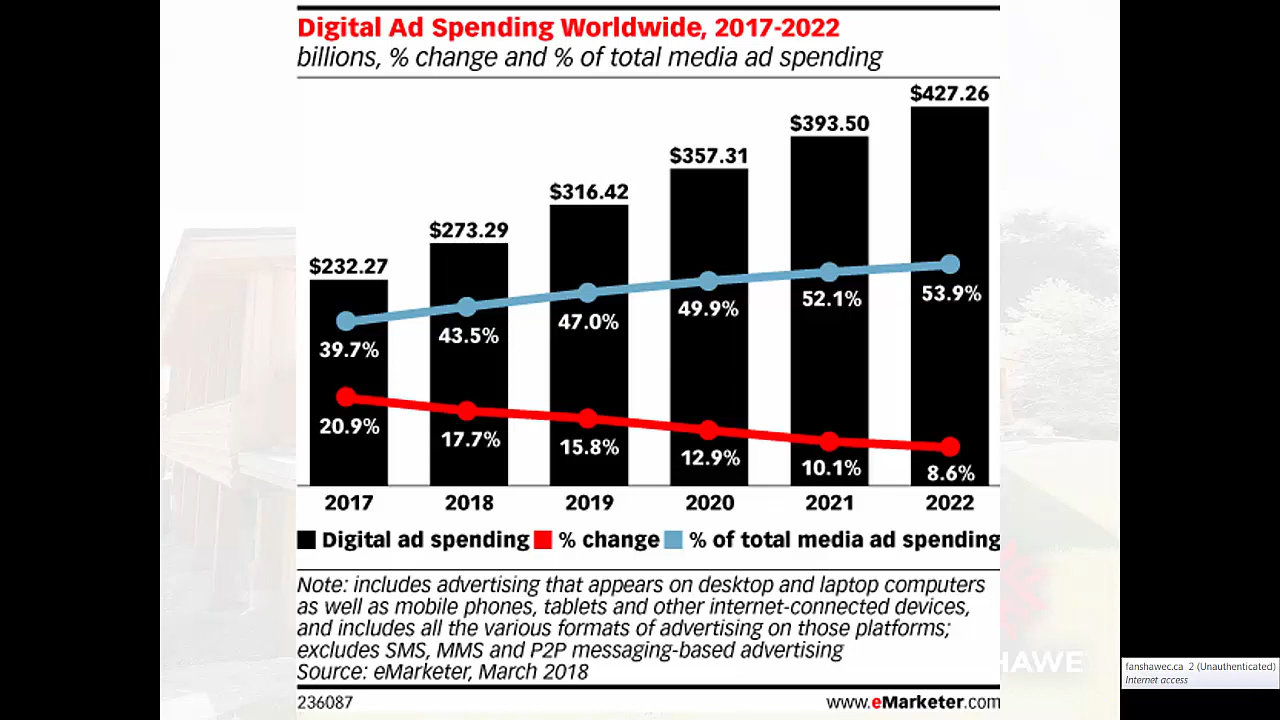 Digital Ad Spending Worldwide, 2017-2022
billions, % change and % of total media ad spending
$232.27
$273.29
$316.42
$357.31
$393.50
$427.26
39.7%
43.5%
47.0%
49.9%
52.1%
53.9%
20.9%
17.7%
15.8%
12.9%
10.1%
8.6%
2017 2018 2019 2020 2021 2022
Digital ad spending % change % of total media ad spending
Note: includes advertising that appears on desktop and laptop computers
as well as mobile phones, tablets and other internet-connected devices,
and includes all the various formats of advertising on those platforms;
excludes SMS, MMS and P2P messaging-based advertising
Source: eMarketer, March 2018
236087 www.eMarketer.com
HAWE
fanshawec.ca 2 (Unauthenticated)
Internet access